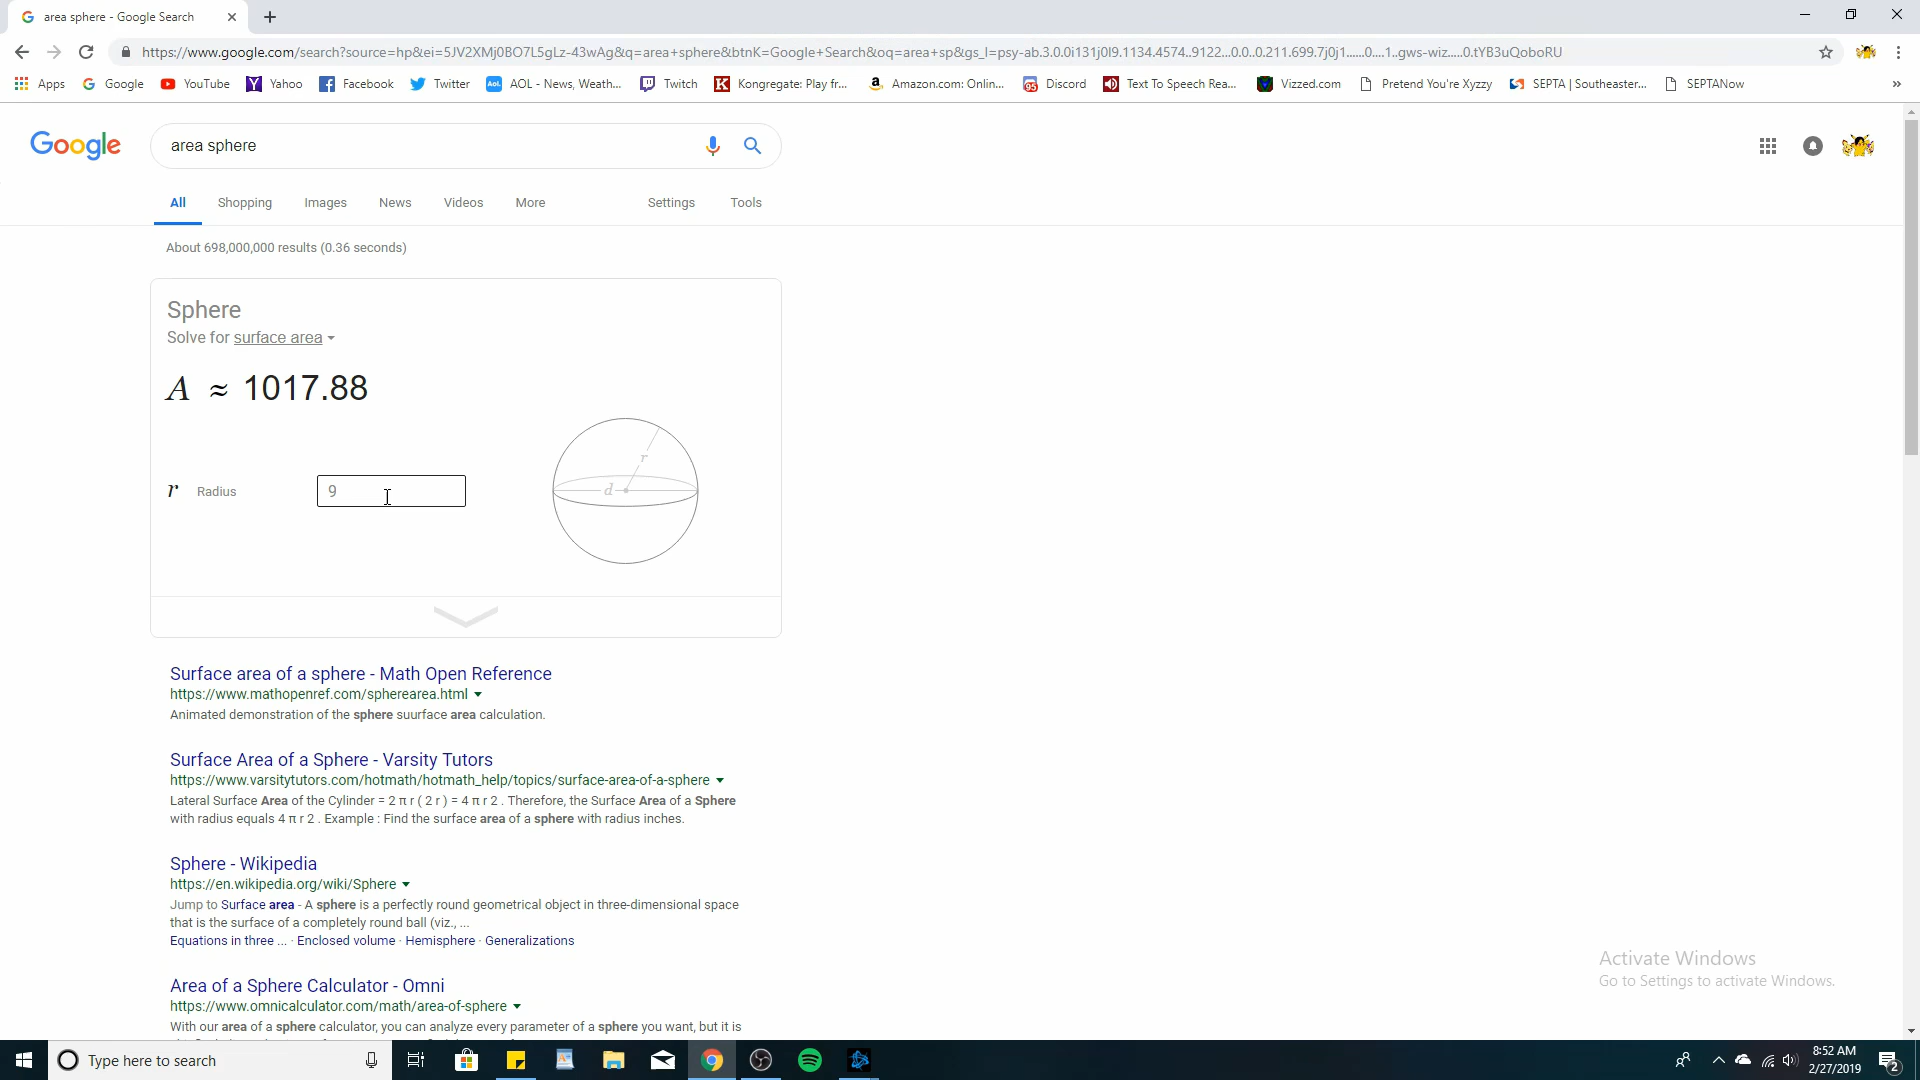 area sphere - Google Search
https://www.google.com/search?source=hp&ei=5JV2XMj0BO7L5gLz-43wAg&q=area+sphere&btnK=Google+Search&oq=area+sp&gs_l=psy-ab.3.0.0i131j0l9.1134.4574..9122...0.0..0.211.699.7j0j1......0....1..gws-wiz.....0.tYB3uQoboRU
Apps Google YouTube Yahoo Facebook Twitter AOL - News, Weath... Twitch Kongregate: Play fr... Amazon.com: Onlin... Discord Text To Speech Rea... Vizzed.com Pretend You're Xyzzy SEPTA | Southeaster... SEPTANow »
Google area sphere
All Shopping Images News Videos More Settings Tools
About 698,000,000 results (0.36 seconds)
Sphere
Solve for surface area
A ≈ 1017.88
r
r Radius 9 d
Surface area of a sphere - Math Open Reference
https://www.mathopenref.com/spherearea.html
Animated demonstration of the sphere suurface area calculation.
Surface Area of a Sphere - Varsity Tutors
https://www.varsitytutors.com/hotmath/hotmath_help/topics/surface-area-of-a-sphere
Lateral Surface Area of the Cylinder = 2 π r ( 2 r ) = 4 π r 2 . Therefore, the Surface Area of a Sphere
with radius equals 4 π r 2 . Example : Find the surface area of a sphere with radius inches.
Sphere - Wikipedia
https://en.wikipedia.org/wiki/Sphere
Jump to Surface area - A sphere is a perfectly round geometrical object in three-dimensional space
that is the surface of a completely round ball (viz., ...
Equations in three ... · Enclosed volume · Hemisphere · Generalizations
Area of a Sphere Calculator - Omni
https://www.omnicalculator.com/math/area-of-sphere
With our area of a sphere calculator, you can analyze every parameter of a sphere you want, but it is
Activate Windows
Go to Settings to activate Windows.
Type here to search
8:52 AM
2/27/2019
2